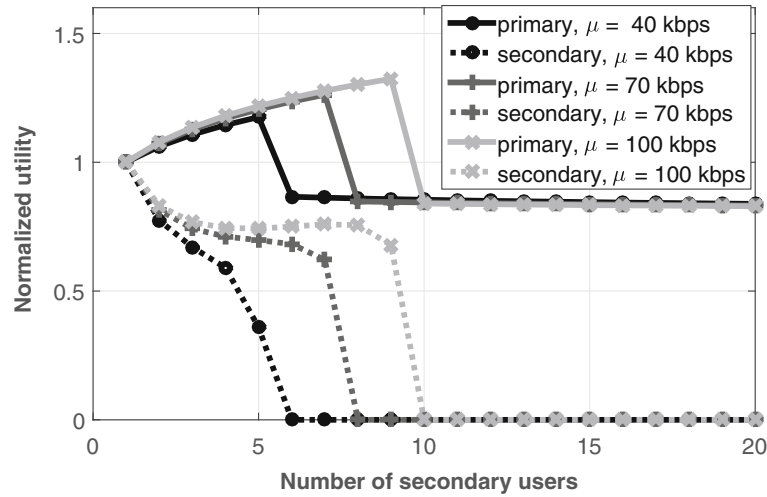 1.5
1
0.5
0
Normalized utility
primary, μ = 40 kbps
secondary, μ = 40 kbps
primary, μ = 70 kbps
secondary, μ = 70 kbps
primary, μ = 100 kbps
secondary, μ = 100 kbps
0 5 10 15 20
Number of secondary users